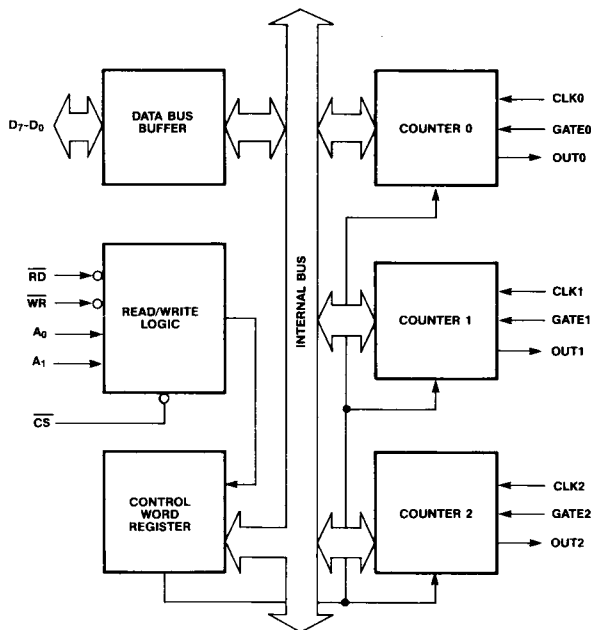 D7-D0
DATA BUS
BUFFER
INTERNAL BUS
COUNTER 0
CLK0
GATE0
OUT0
RD
WR
A0
A1
CS
READ/WRITE
LOGIC
COUNTER 1
CLK1
GATE1
OUT1
CONTROL
WORD
REGISTER
COUNTER 2
CLK2
GATE2
OUT2